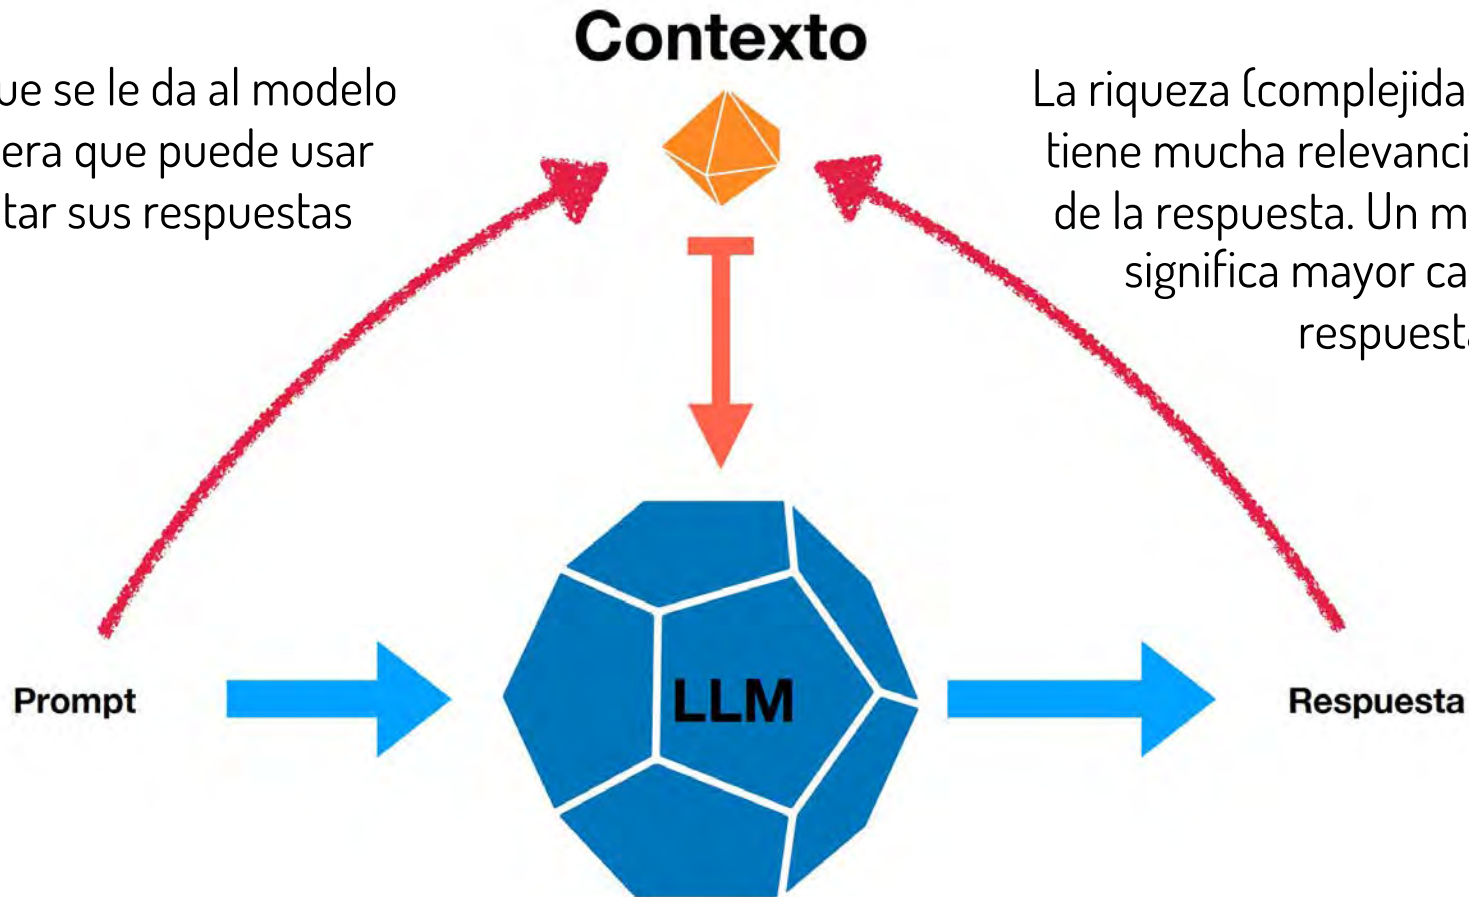 Contexto
ue se le da al modelo
era que puede usar
tar sus respuestas
La riqueza (complejida
tiene mucha relevanci
de la respuesta. Un m
significa mayor ca
respuesta
Prompt
LLM
Respuesta